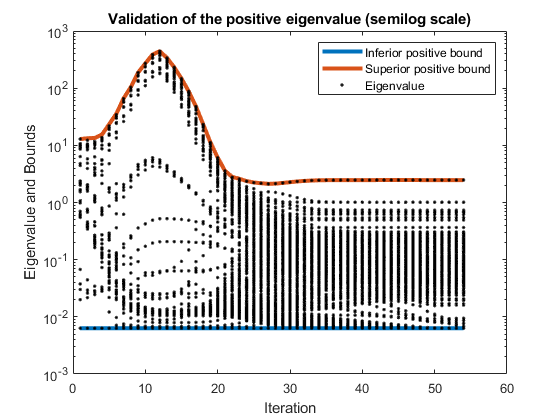 Validation of the positive eigenvalue (semilog scale)
Inferior positive bound
Superior positive bound
Eigenvalue
Eigenvalue and Bounds
10^3
10^2
10^1
10^0
10^-1
10^-2
10^-3
0 10 20 30 40 50 60
Iteration